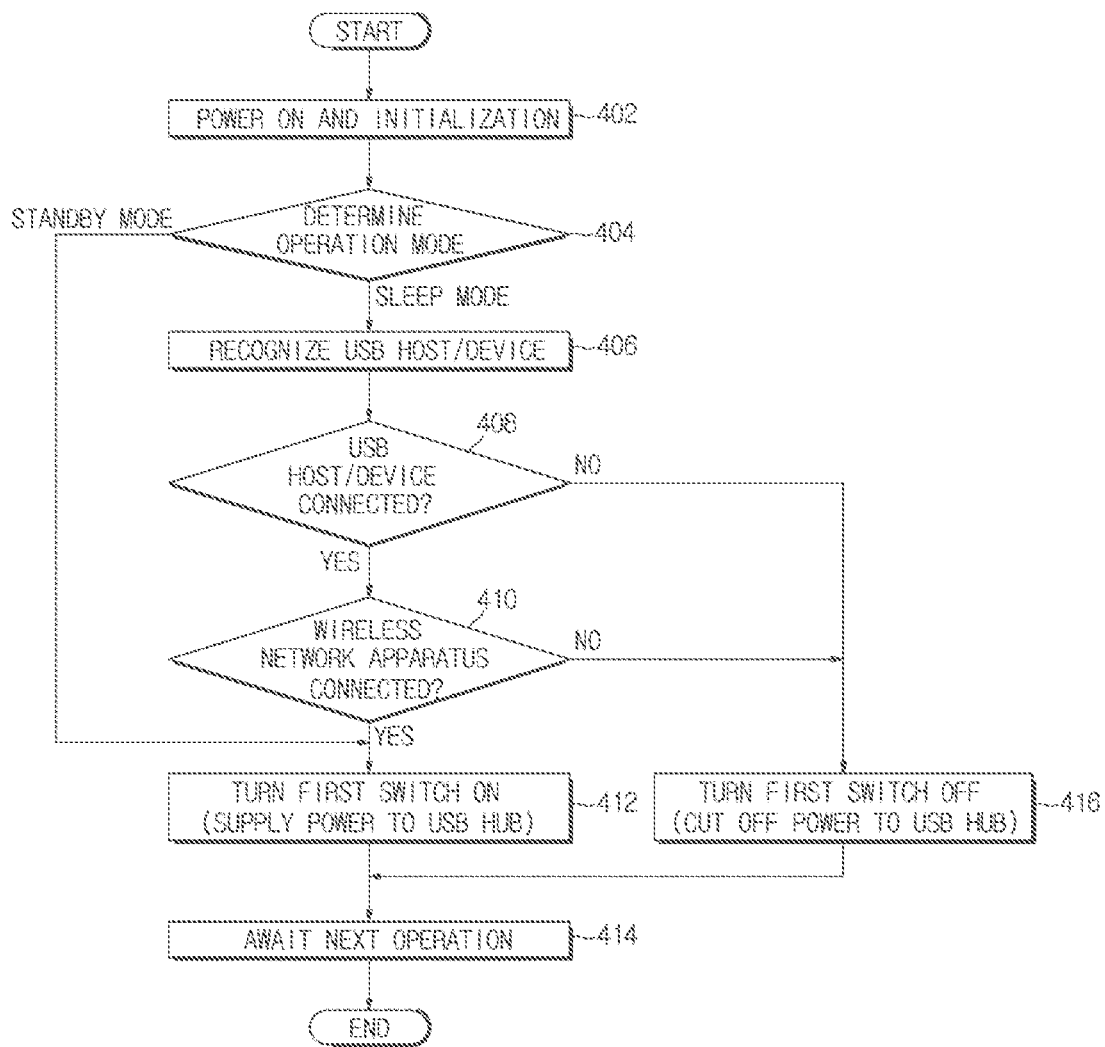 START
POWER ON AND INITIALIZATION
402
STANDBY MODE
DETERMINE
OPERATION MODE
404
SLEEP MODE
RECOGNIZE USB HOST/DEVICE
406
408
USB
HOST/DEVICE
CONNECTED?
NO
YES
410
WIRELESS
NETWORK APPARATUS
CONNECTED?
NO
YES
TURN FIRST SWITCH ON
(SUPPLY POWER TO USB HUB)
412
TURN FIRST SWITCH OFF
(CUT OFF POWER TO USB HUB)
416
AWAIT NEXT OPERATION
414
END